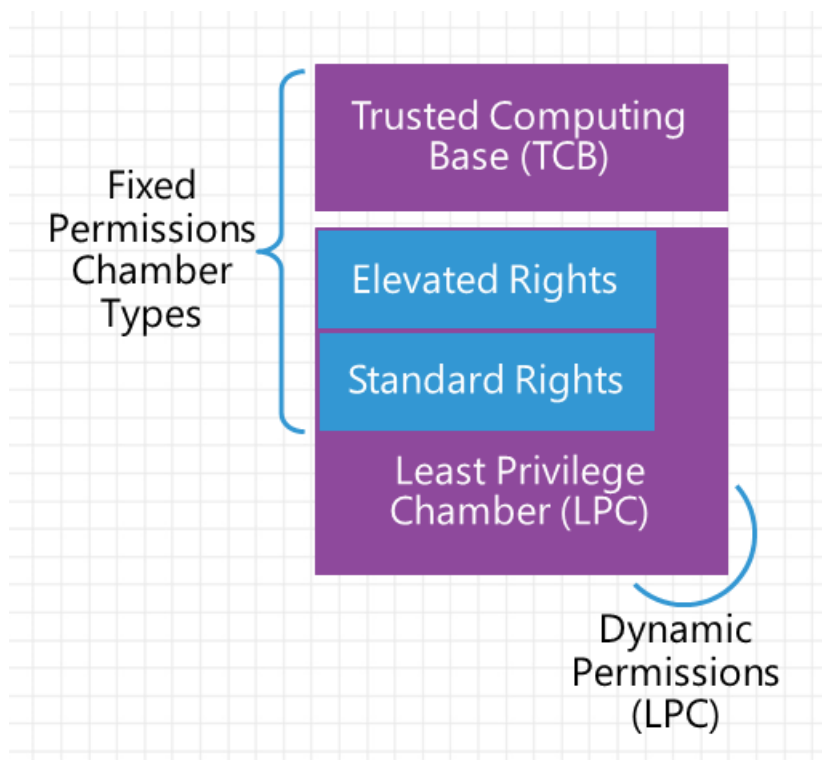 Trusted Computing
Base (TCB)
Fixed
Permissions
Chamber
Types
Elevated Rights
Standard Rights
Least Privilege
Chamber (LPC)
Dynamic
Permissions
(LPC)